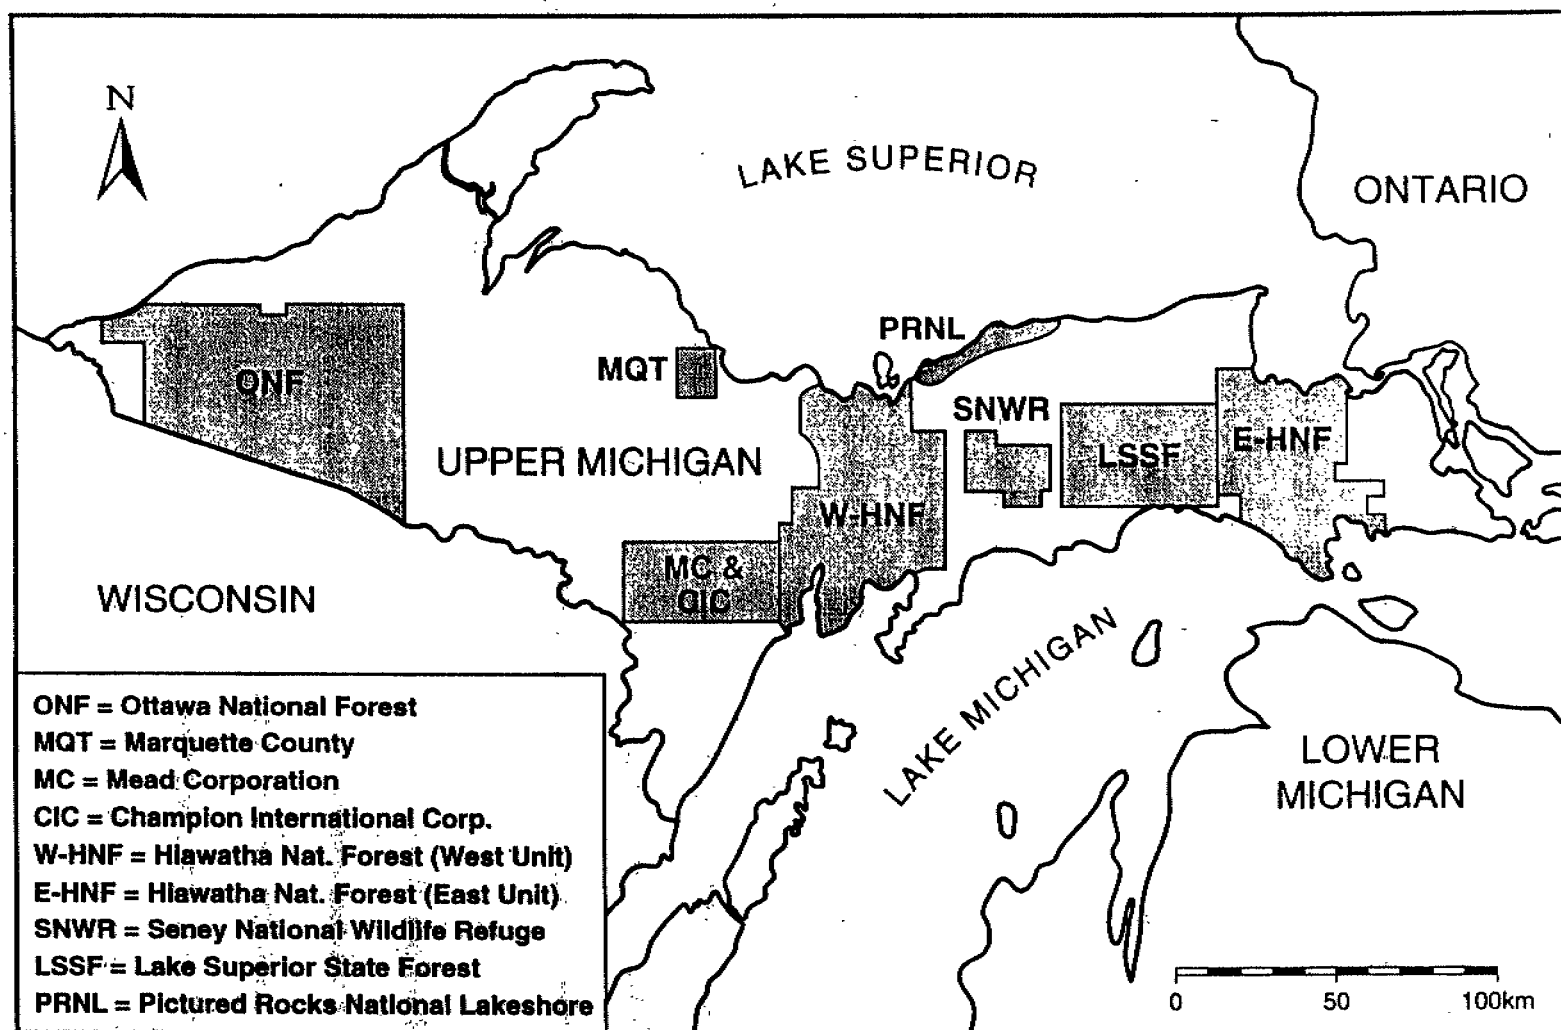 N
LAKE SUPERIOR
ONTARIO
PRNL
MQT
ONF
SNWR
UPPER MICHIGAN
LSSF
E-HNF
W-HNF
MC &
CIC
WISCONSIN
LAKE MICHIGAN
LOWER
MICHIGAN
ONF = Ottawa National Forest
MQT = Marquette County
MC = Mead Corporation
CIC = Champion International Corp.
W-HNF = Hiawatha Nat. Forest (West Unit)
E-HNF = Hiawatha Nat. Forest (East Unit)
SNWR = Seney National Wildlife Refuge
LSSF = Lake Superior State Forest
PRNL = Pictured Rocks National Lakeshore
0 50 100km